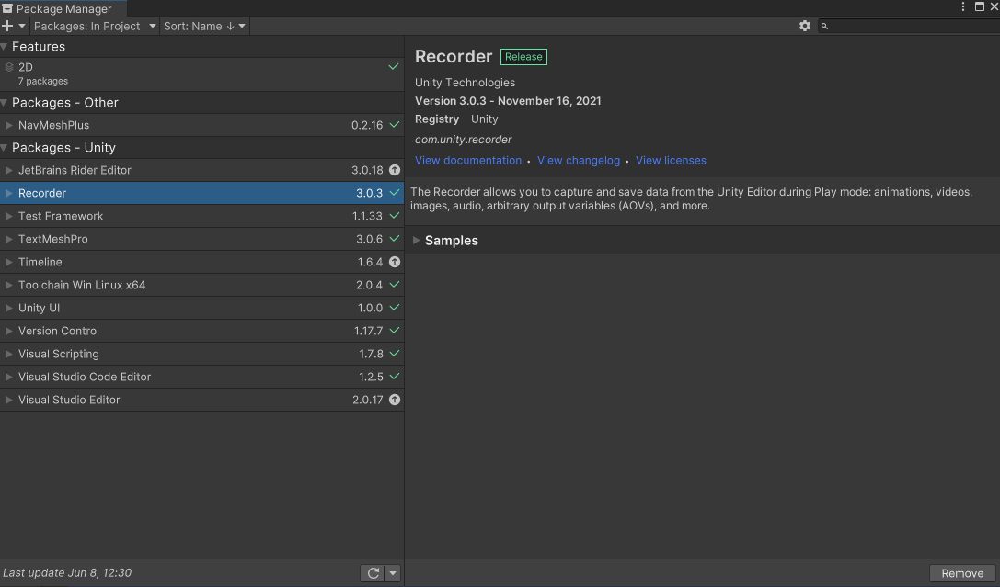 Package Manager
Packages: In Project
Sort: Name ↓
Features
2D
7 packages
Packages - Other
NavMeshPlus 0.2.16
Packages - Unity
JetBrains Rider Editor 3.0.18
Recorder 3.0.3
Test Framework 1.1.33
TextMeshPro 3.0.6
Timeline 1.6.4
Toolchain Win Linux x64 2.0.4
Unity UI 1.0.0
Version Control 1.17.7
Visual Scripting 1.7.8
Visual Studio Code Editor 1.2.5
Visual Studio Editor 2.0.17
Last update Jun 8, 12:30
Recorder Release
Unity Technologies
Version 3.0.3 - November 16, 2021
Registry Unity
com.unity.recorder
View documentation • View changelog • View licenses
The Recorder allows you to capture and save data from the Unity Editor during Play mode: animations, videos,
images, audio, arbitrary output variables (AOVs), and more.
Samples
Remove